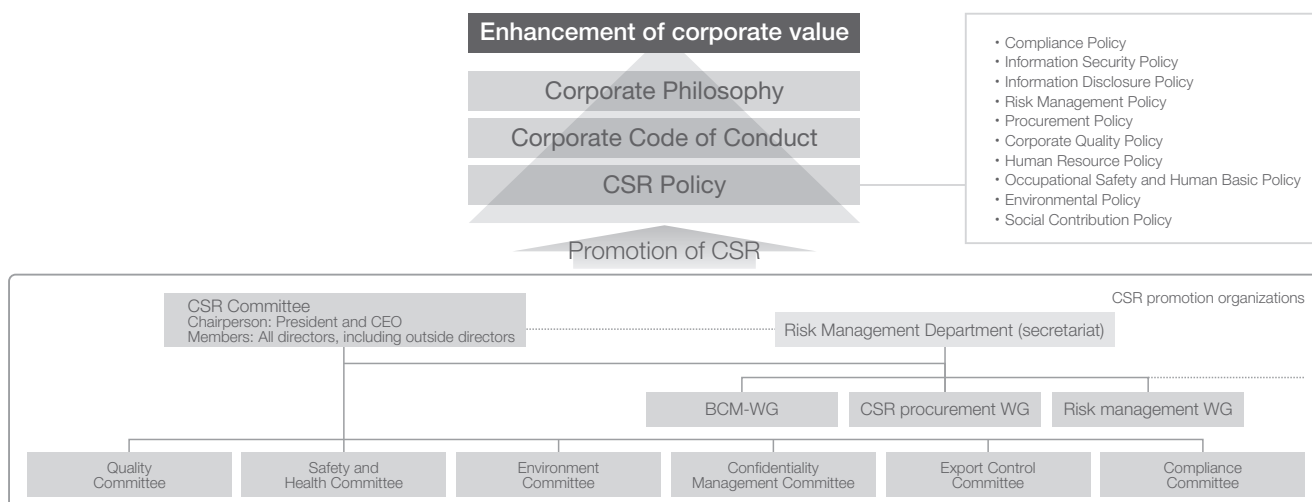 Enhancement of corporate value
Corporate Philosophy
Corporate Code of Conduct
CSR Policy
• Compliance Policy
• Information Security Policy
• Information Disclosure Policy
• Risk Management Policy
• Procurement Policy
• Corporate Quality Policy
• Human Resource Policy
• Occupational Safety and Human Basic Policy
• Environmental Policy
• Social Contribution Policy
Promotion of CSR
CSR promotion organizations
CSR Committee
Chairperson: President and CEO
Members: All directors, including outside directors
Risk Management Department (secretariat)
BCM-WG
CSR procurement WG
Risk management WG
Quality
Committee
Safety and
Health Committee
Environment
Committee
Confidentiality
Management Committee
Export Control
Committee
Compliance
Committee